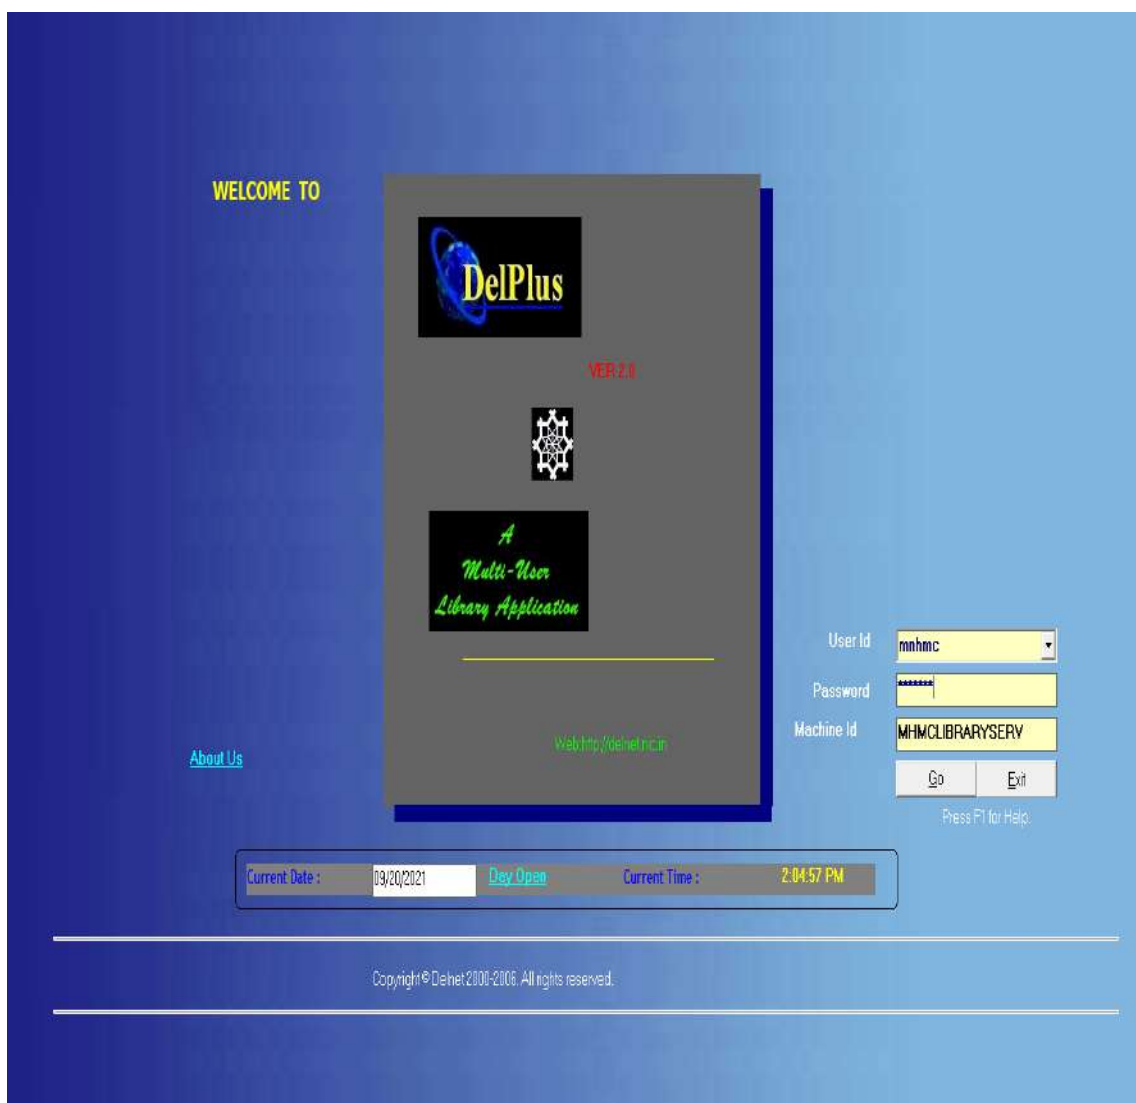 WELCOME TO
DelPlus
VER 2.0
A
Multi-User
Library Application
User Id mnhmc
Password *******
Machine Id MHMCLIBRARYSERV
Web:http://delnet.nic.in
About Us
Go Exit
Press F1 for Help.
Current Date : 09/20/2021 Day Open Current Time : 2:04:57 PM
Copyright © Delnet 2000-2006. All rights reserved.